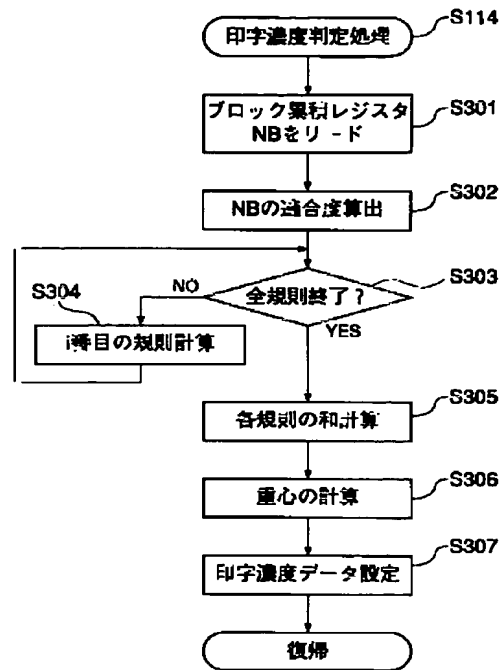 S114
印字濃度判定処理
S301
ブロック累積レジスタ
NBをリード
S302
NBの適合度算出
S303
全規則終了？
NO
YES
S304
i番目の規則計算
S305
各規則の和計算
S306
重心の計算
S307
印字濃度データ設定
復帰